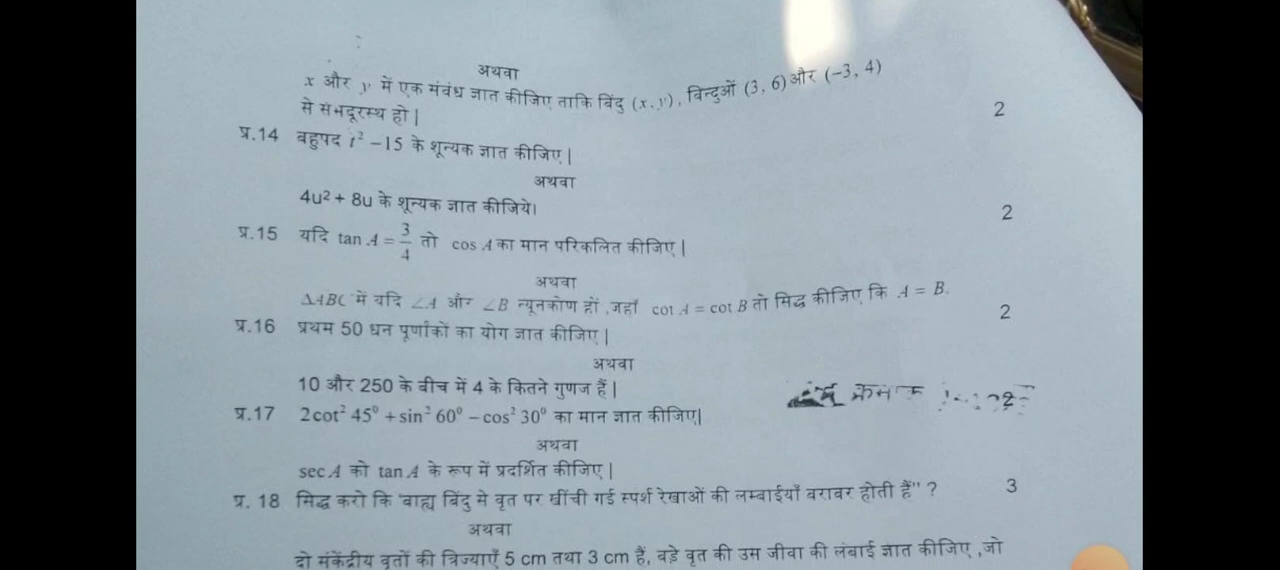 अथवा
x और y में एक संबंध ज्ञात कीजिए ताकि बिंदु (x, y), बिन्दुओं (3, 6) और (−3, 4)
से समदूरस्थ हो |
2
प्र.14 बहुपद t² −15 के शून्यक ज्ञात कीजिए |
अथवा
4u² + 8u के शून्यक ज्ञात कीजिये।
2
प्र.15 यदि tan A = 3/4 तो cos A का मान परिकलित कीजिए |
अथवा
ΔABC में यदि ∠A और ∠B न्यूनकोण हों ,जहाँ cot A = cot B तो सिद्ध कीजिए कि A = B.
2
प्र.16 प्रथम 50 धन पूर्णांकों का योग ज्ञात कीजिए |
अथवा
10 और 250 के बीच में 4 के कितने गुणज हैं |
प्र.17 2cot² 45⁰ + sin² 60⁰ − cos² 30⁰ का मान ज्ञात कीजिए|
अथवा
sec A को tan A के रूप में प्रदर्शित कीजिए |
प्र. 18 सिद्ध करो कि 'बाह्य बिंदु से वृत पर खींची गई स्पर्श रेखाओं की लम्बाईयाँ बराबर होती हैं" ?
3
अथवा
दो संकेंद्रीय वृतों की त्रिज्याएँ 5 cm तथा 3 cm हैं, बड़े वृत की उस जीवा की लंबाई ज्ञात कीजिए ,जो